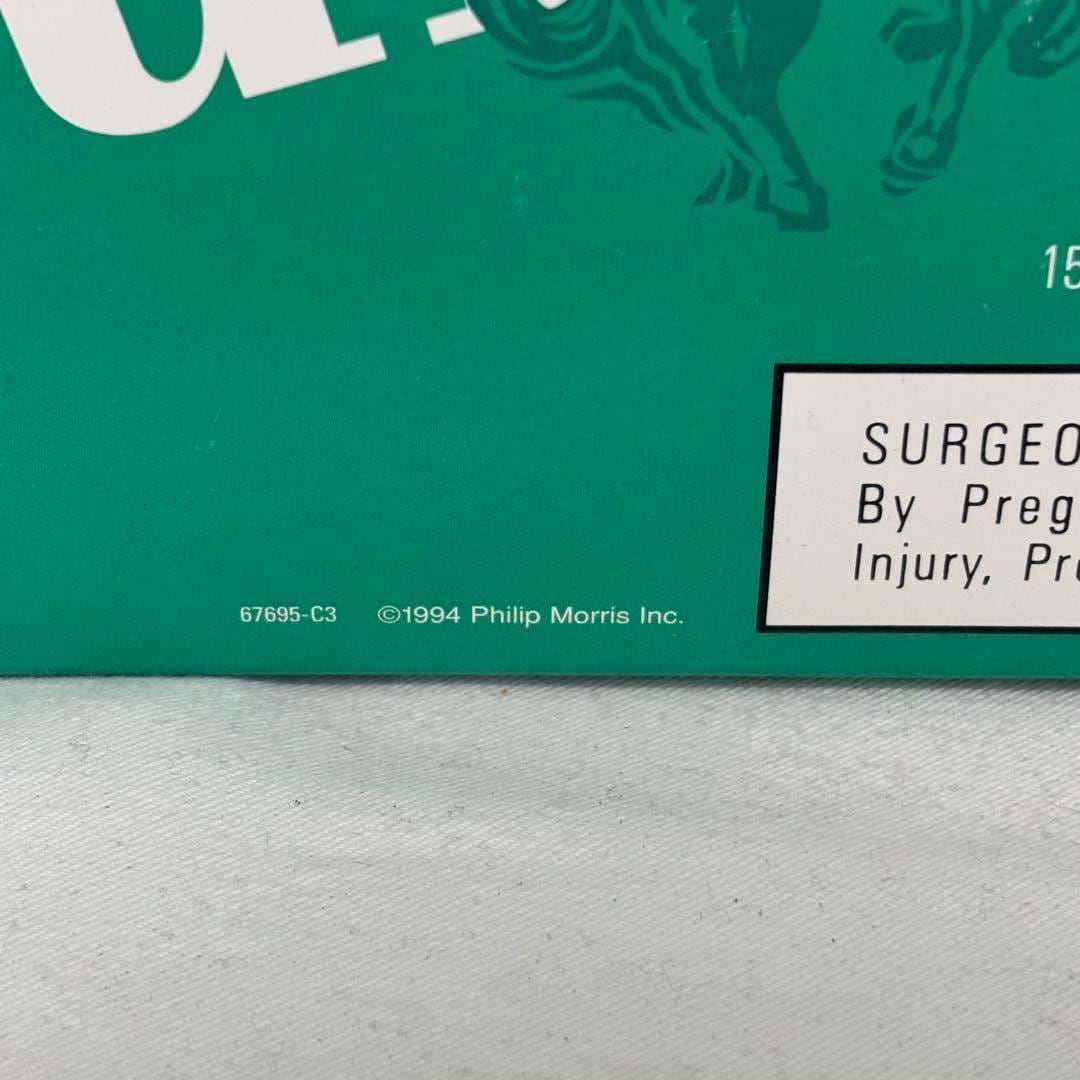 15
SURGEO
By Preg
Injury, Pr
67695-C3 ©1994 Philip Morris Inc.